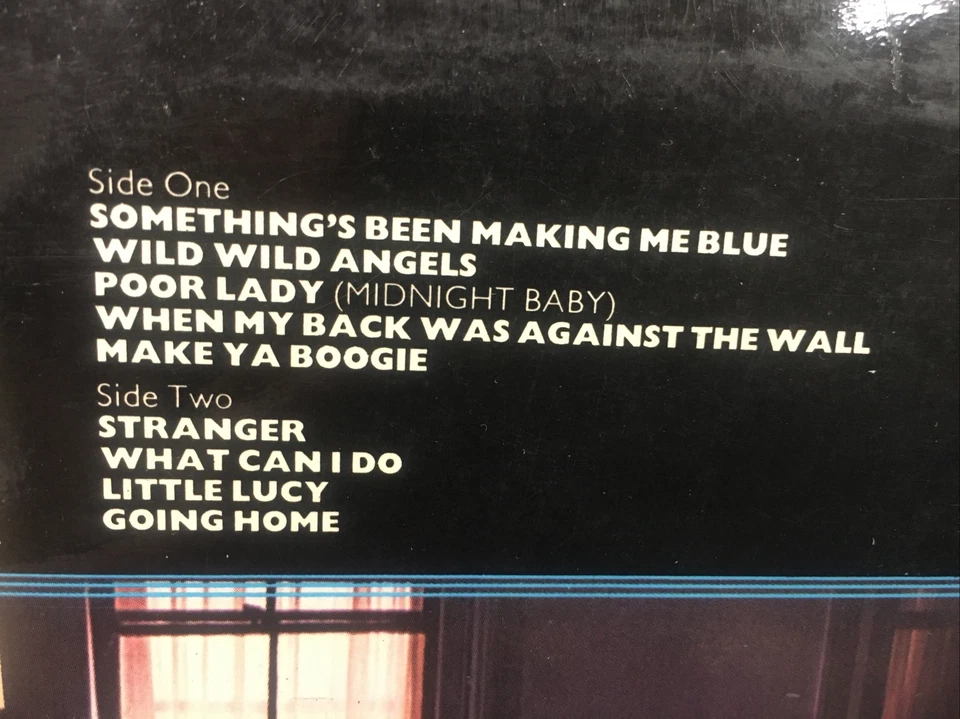 Side One
SOMETHING'S BEEN MAKING ME BLUE
WILD WILD ANGELS
POOR LADY (MIDNIGHT BABY)
WHEN MY BACK WAS AGAINST THE WALL
MAKE YA BOOGIE
Side Two
STRANGER
WHAT CAN I DO
LITTLE LUCY
GOING HOME